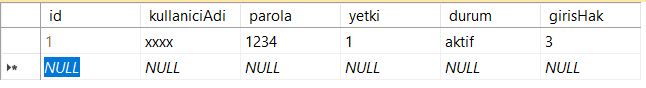 id kullaniciAdi parola yetki durum girisHak
1 xxxx 1234 1 aktif 3
NULL NULL NULL NULL NULL NULL